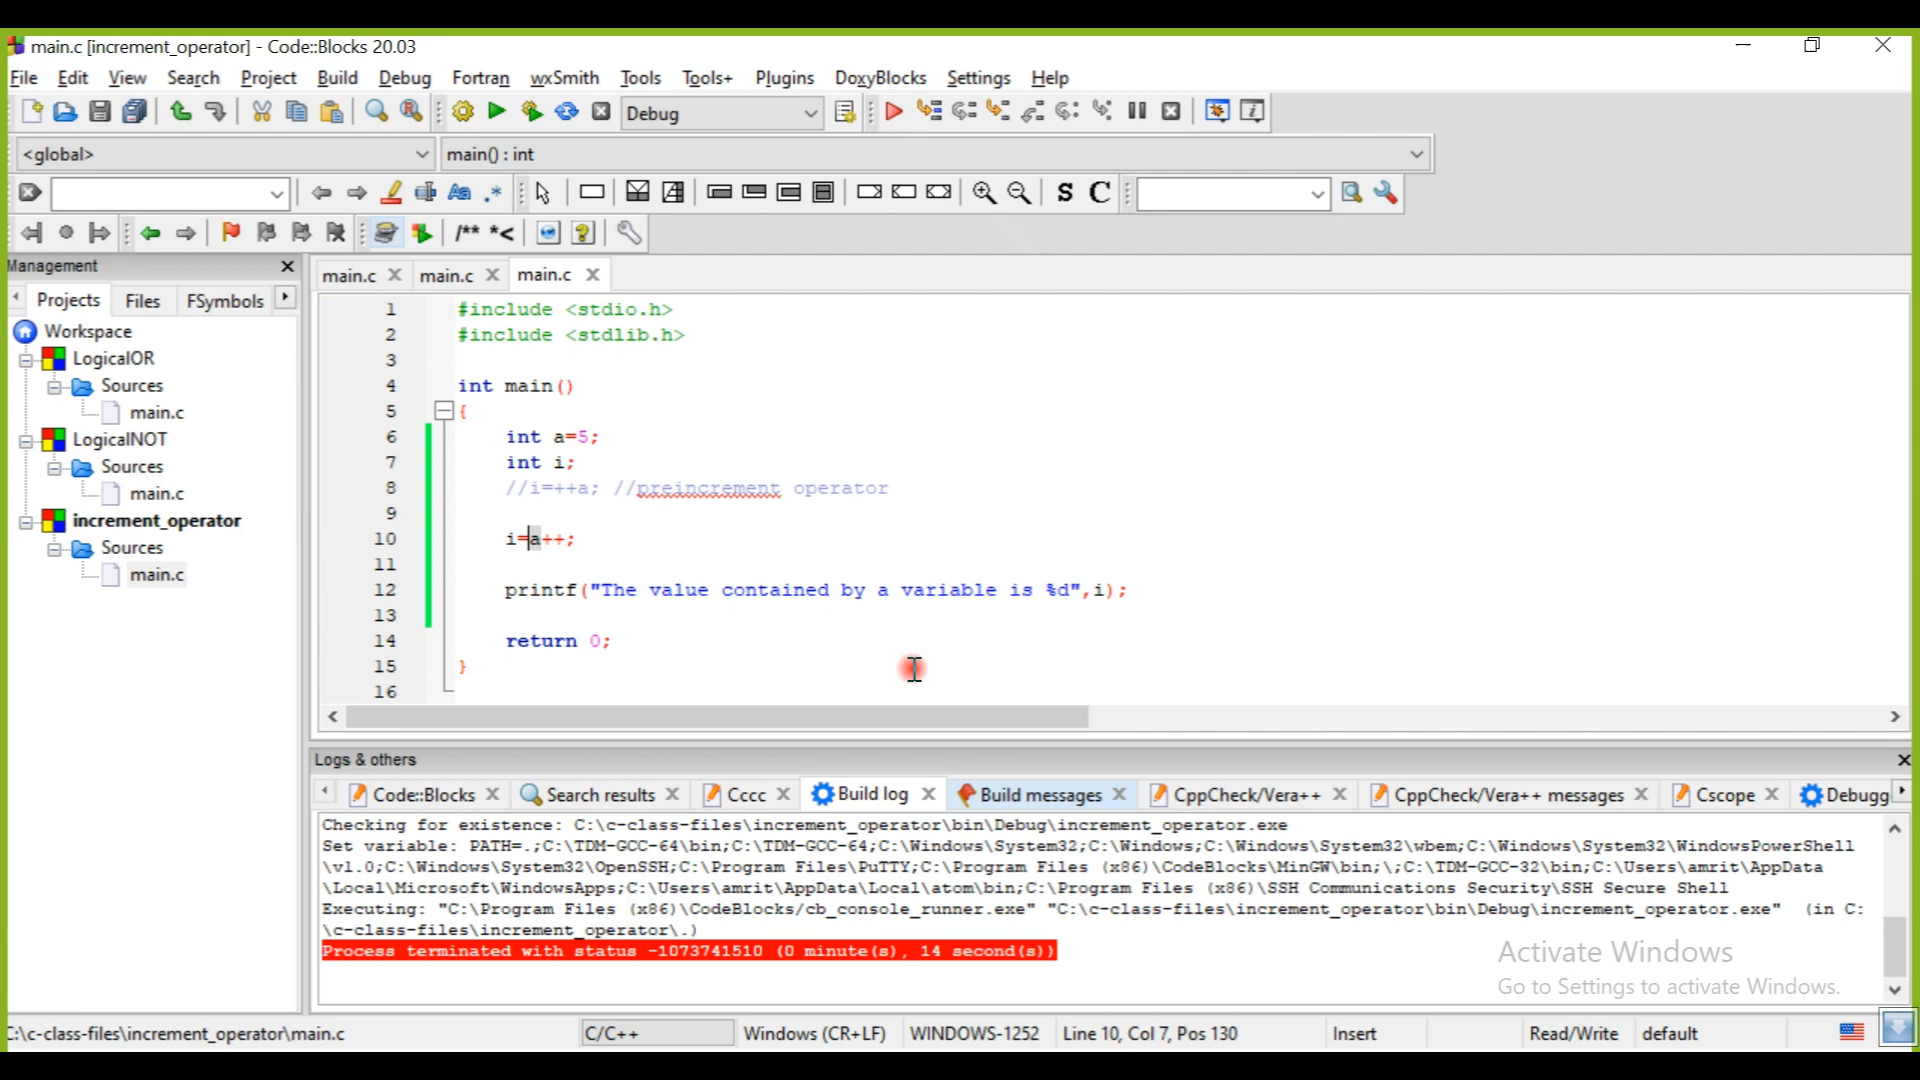 main.c [increment_operator] - Code::Blocks 20.03
File Edit View Search Project Build Debug Fortran wxSmith Tools Tools+ Plugins DoxyBlocks Settings Help
Debug
<global> main() : int
S C
/** *<
Management
Projects Files FSymbols
Workspace
LogicalOR
Sources
main.c
LogicalNOT
Sources
main.c
increment_operator
Sources
main.c
main.c main.c main.c
1 #include <stdio.h>
2 #include <stdlib.h>
3
4 int main()
5 {
6 int a=5;
7 int i;
8 //i=++a; //preincrement operator
9
10 i=a++;
11
12 printf("The value contained by a variable is %d",i);
13
14 return 0;
15 }
16
Logs & others
Code::Blocks Search results Cccc Build log Build messages CppCheck/Vera++ CppCheck/Vera++ messages Cscope Debugg
Checking for existence: C:\c-class-files\increment_operator\bin\Debug\increment_operator.exe
Set variable: PATH=.;C:\TDM-GCC-64\bin;C:\TDM-GCC-64;C:\Windows\System32;C:\Windows;C:\Windows\System32\wbem;C:\Windows\System32\WindowsPowerShell
\v1.0;C:\Windows\System32\OpenSSH;C:\Program Files\PuTTY;C:\Program Files (x86)\CodeBlocks\MinGW\bin;\;C:\TDM-GCC-32\bin;C:\Users\amrit\AppData
\Local\Microsoft\WindowsApps;C:\Users\amrit\AppData\Local\atom\bin;C:\Program Files (x86)\SSH Communications Security\SSH Secure Shell
Executing: "C:\Program Files (x86)\CodeBlocks/cb_console_runner.exe" "C:\c-class-files\increment_operator\bin\Debug\increment_operator.exe" (in C:
\c-class-files\increment_operator\.)
Process terminated with status -1073741510 (0 minute(s), 14 second(s))
Activate Windows
Go to Settings to activate Windows.
:\c-class-files\increment_operator\main.c C/C++ Windows (CR+LF) WINDOWS-1252 Line 10, Col 7, Pos 130 Insert Read/Write default